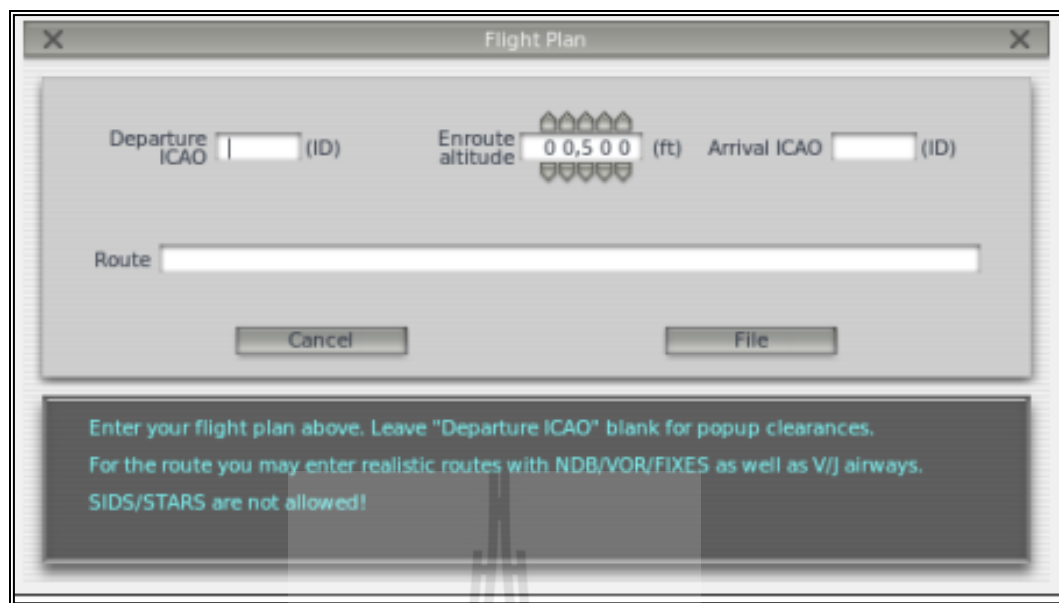 Flight Plan
Departure ICAO (ID)
Enroute altitude 0 0,5 0 0 (ft)
Arrival ICAO (ID)
Route
Cancel
File
Enter your flight plan above. Leave "Departure ICAO" blank for popup clearances.
For the route you may enter realistic routes with NDB/VOR/FIXES as well as V/J airways.
SIDS/STARS are not allowed!